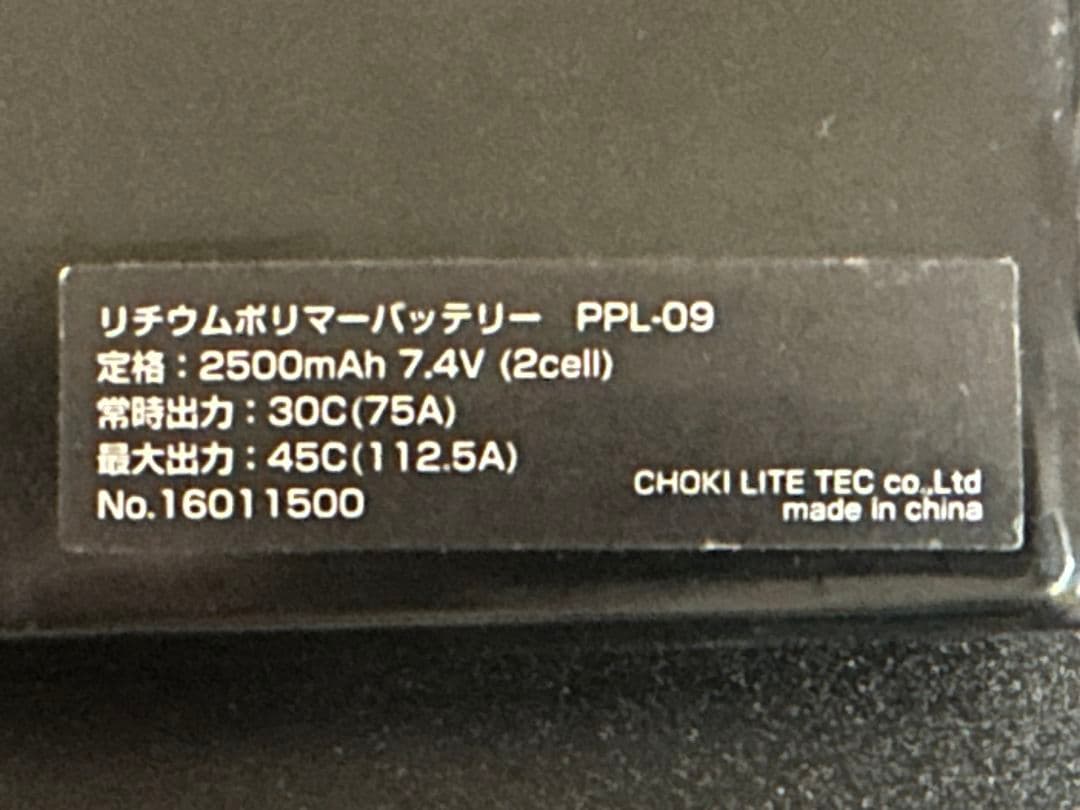 リチウムポリマーバッテリー PPL-09
定格：2500mAh 7.4V (2cell)
常時出力：30C(75A)
最大出力：45C(112.5A)
No.16011500
CHOKI LITE TEC co.,Ltd
made in china